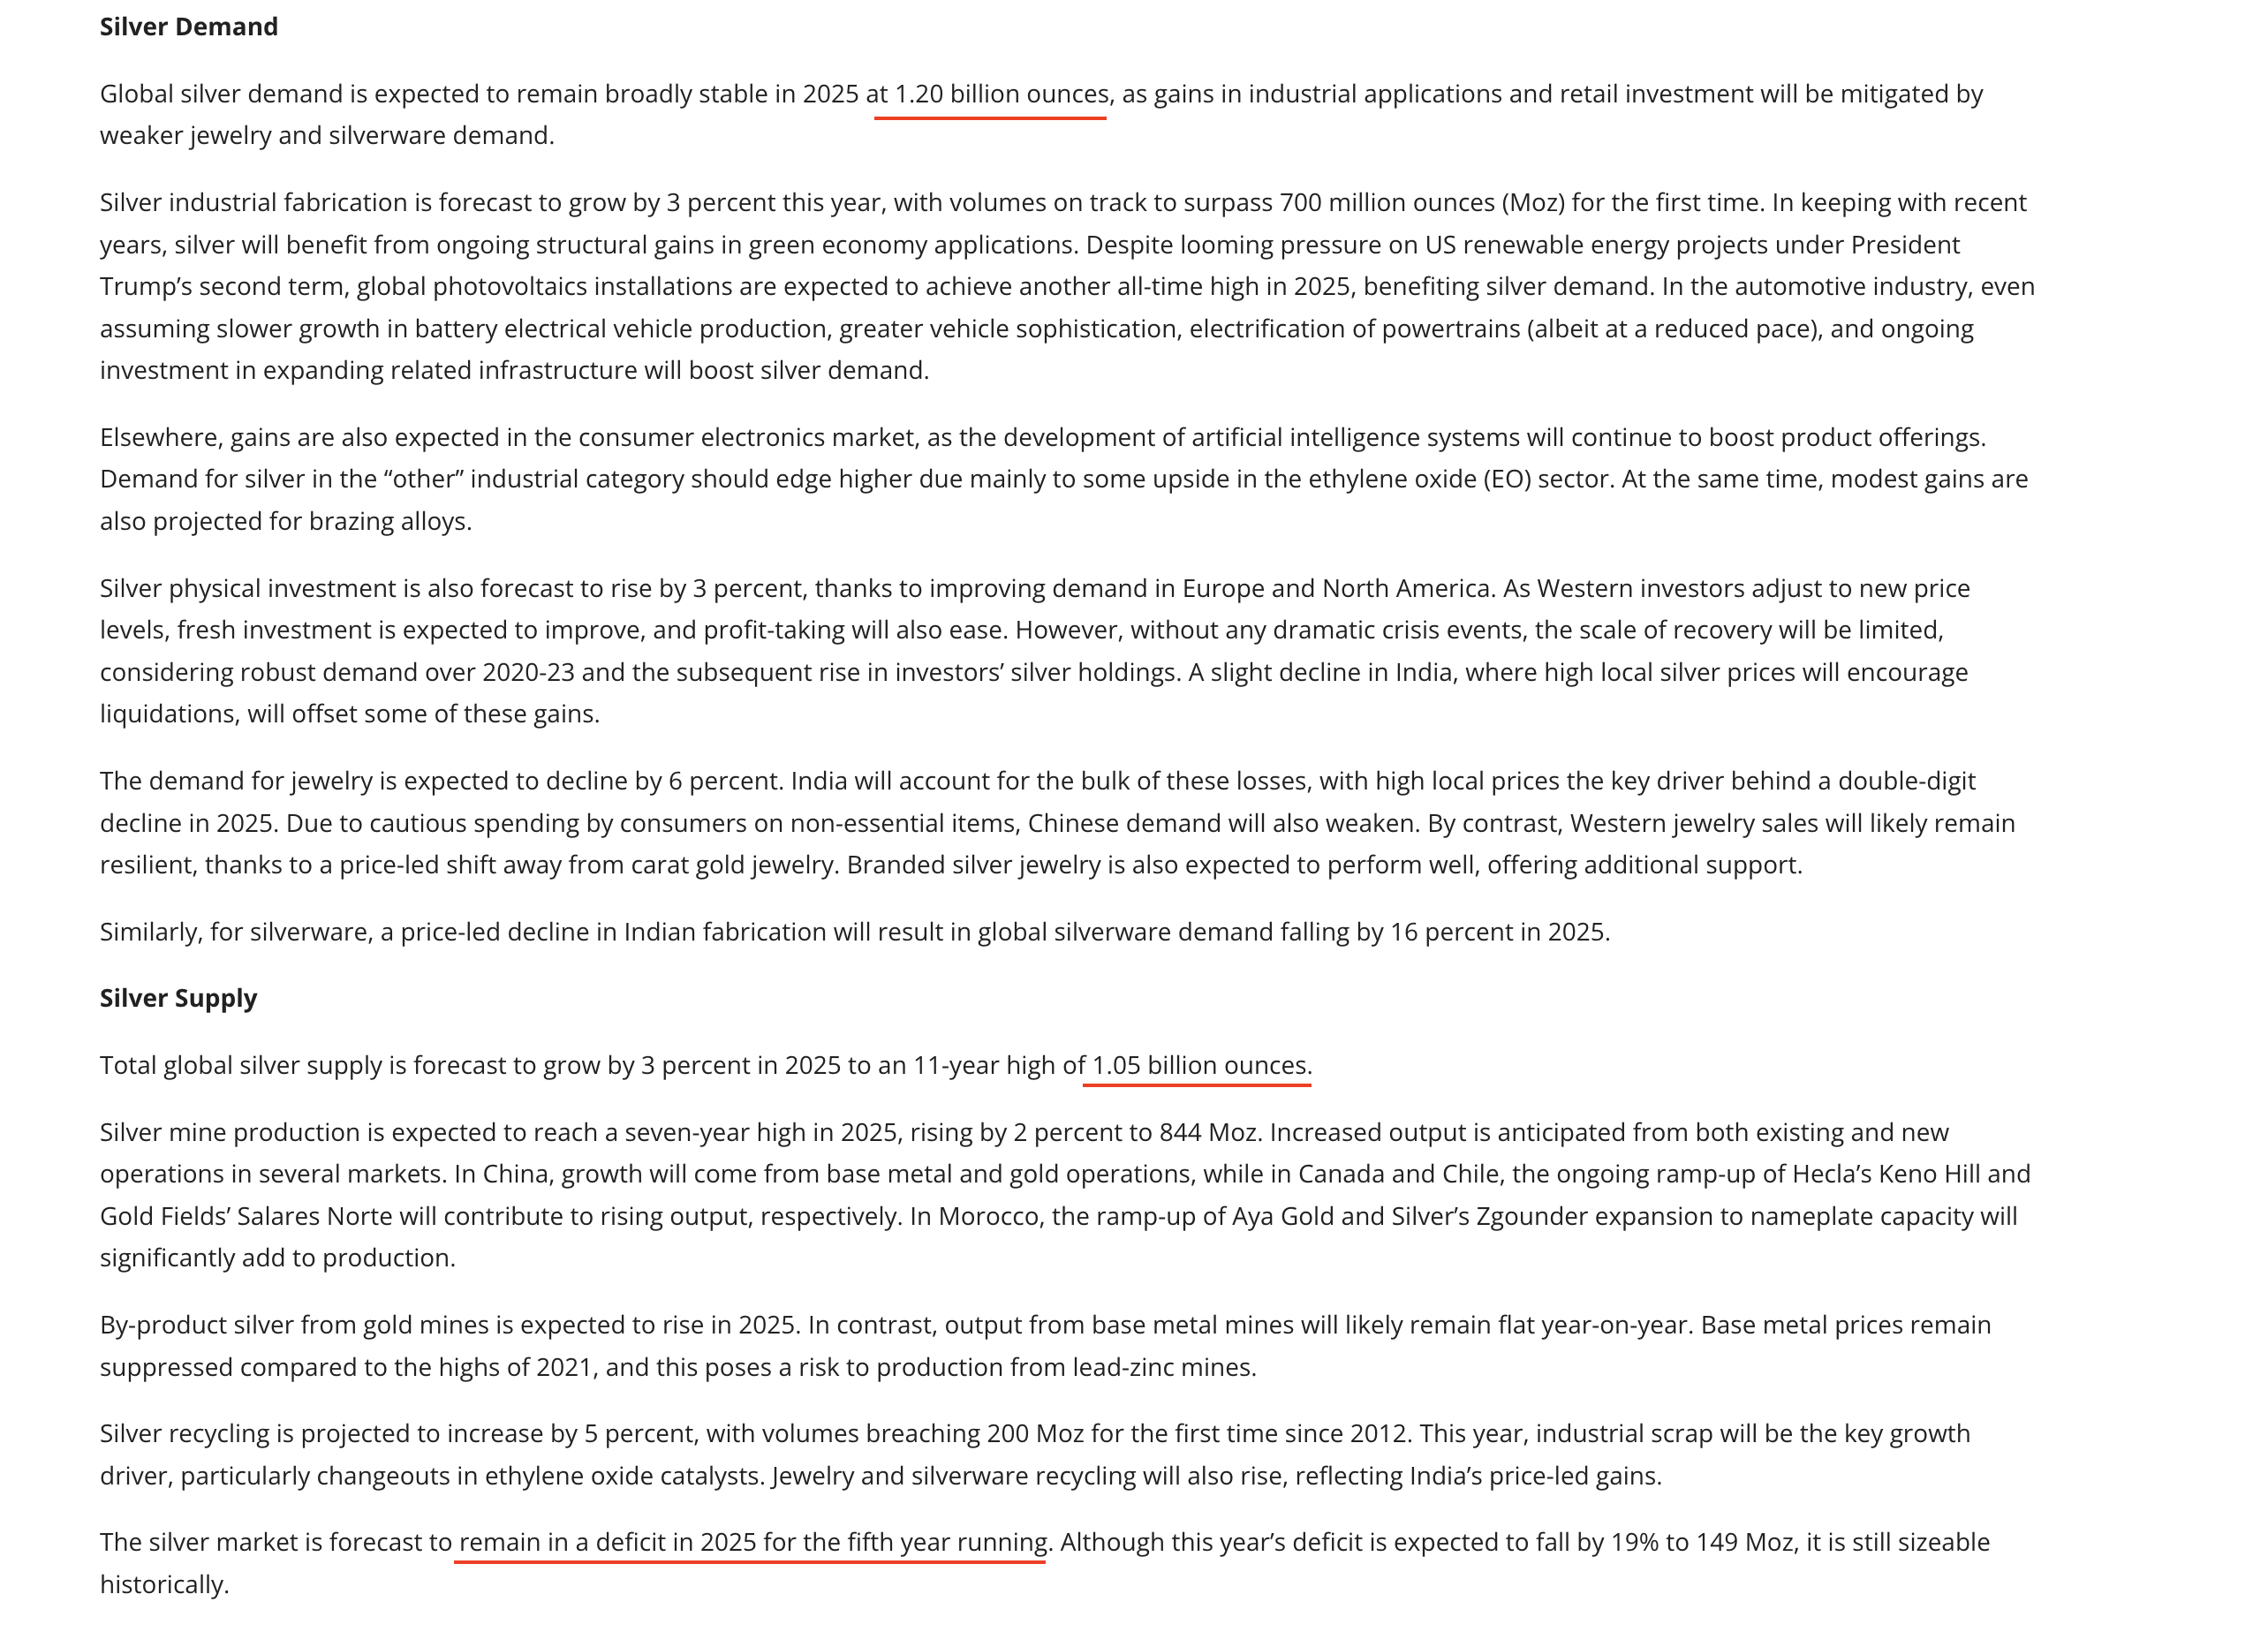 Silver Demand
Global silver demand is expected to remain broadly stable in 2025 at 1.20 billion ounces, as gains in industrial applications and retail investment will be mitigated by
weaker jewelry and silverware demand.
Silver industrial fabrication is forecast to grow by 3 percent this year, with volumes on track to surpass 700 million ounces (Moz) for the first time. In keeping with recent
years, silver will benefit from ongoing structural gains in green economy applications. Despite looming pressure on US renewable energy projects under President
Trump’s second term, global photovoltaics installations are expected to achieve another all-time high in 2025, benefiting silver demand. In the automotive industry, even
assuming slower growth in battery electrical vehicle production, greater vehicle sophistication, electrification of powertrains (albeit at a reduced pace), and ongoing
investment in expanding related infrastructure will boost silver demand.
Elsewhere, gains are also expected in the consumer electronics market, as the development of artificial intelligence systems will continue to boost product offerings.
Demand for silver in the “other” industrial category should edge higher due mainly to some upside in the ethylene oxide (EO) sector. At the same time, modest gains are
also projected for brazing alloys.
Silver physical investment is also forecast to rise by 3 percent, thanks to improving demand in Europe and North America. As Western investors adjust to new price
levels, fresh investment is expected to improve, and profit-taking will also ease. However, without any dramatic crisis events, the scale of recovery will be limited,
considering robust demand over 2020-23 and the subsequent rise in investors’ silver holdings. A slight decline in India, where high local silver prices will encourage
liquidations, will offset some of these gains.
The demand for jewelry is expected to decline by 6 percent. India will account for the bulk of these losses, with high local prices the key driver behind a double-digit
decline in 2025. Due to cautious spending by consumers on non-essential items, Chinese demand will also weaken. By contrast, Western jewelry sales will likely remain
resilient, thanks to a price-led shift away from carat gold jewelry. Branded silver jewelry is also expected to perform well, offering additional support.
Similarly, for silverware, a price-led decline in Indian fabrication will result in global silverware demand falling by 16 percent in 2025.
Silver Supply
Total global silver supply is forecast to grow by 3 percent in 2025 to an 11-year high of 1.05 billion ounces.
Silver mine production is expected to reach a seven-year high in 2025, rising by 2 percent to 844 Moz. Increased output is anticipated from both existing and new
operations in several markets. In China, growth will come from base metal and gold operations, while in Canada and Chile, the ongoing ramp-up of Hecla’s Keno Hill and
Gold Fields’ Salares Norte will contribute to rising output, respectively. In Morocco, the ramp-up of Aya Gold and Silver’s Zgounder expansion to nameplate capacity will
significantly add to production.
By-product silver from gold mines is expected to rise in 2025. In contrast, output from base metal mines will likely remain flat year-on-year. Base metal prices remain
suppressed compared to the highs of 2021, and this poses a risk to production from lead-zinc mines.
Silver recycling is projected to increase by 5 percent, with volumes breaching 200 Moz for the first time since 2012. This year, industrial scrap will be the key growth
driver, particularly changeouts in ethylene oxide catalysts. Jewelry and silverware recycling will also rise, reflecting India’s price-led gains.
The silver market is forecast to remain in a deficit in 2025 for the fifth year running. Although this year’s deficit is expected to fall by 19% to 149 Moz, it is still sizeable
historically.